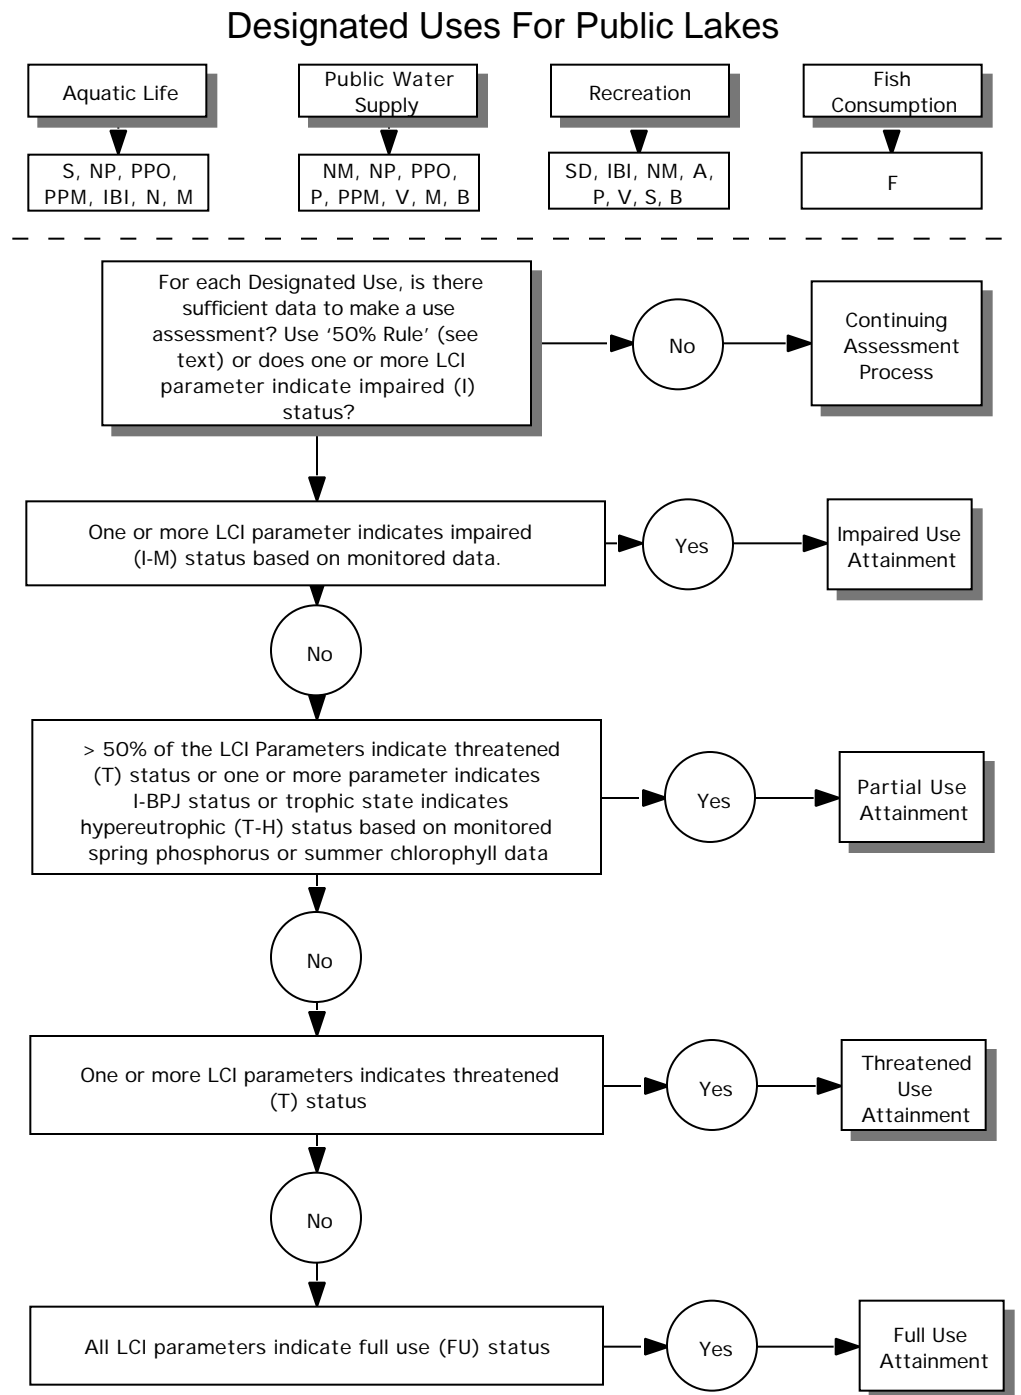 Designated Uses For Public Lakes
Aquatic Life
Public Water
Supply
Recreation
Fish
Consumption
S, NP, PPO,
PPM, IBI, N, M
NM, NP, PPO,
P, PPM, V, M, B
SD, IBI, NM, A,
P, V, S, B
F
For each Designated Use, is there
sufficient data to make a use
assessment? Use ‘50% Rule’ (see
text) or does one or more LCI
parameter indicate impaired (I)
status?
No
Continuing
Assessment
Process
One or more LCI parameter indicates impaired
(I-M) status based on monitored data.
Yes
Impaired Use
Attainment
No
> 50% of the LCI Parameters indicate threatened
(T) status or one or more parameter indicates
I-BPJ status or trophic state indicates
hypereutrophic (T-H) status based on monitored
spring phosphorus or summer chlorophyll data
Yes
Partial Use
Attainment
No
One or more LCI parameters indicates threatened
(T) status
Yes
Threatened
Use
Attainment
No
All LCI parameters indicate full use (FU) status
Yes
Full Use
Attainment